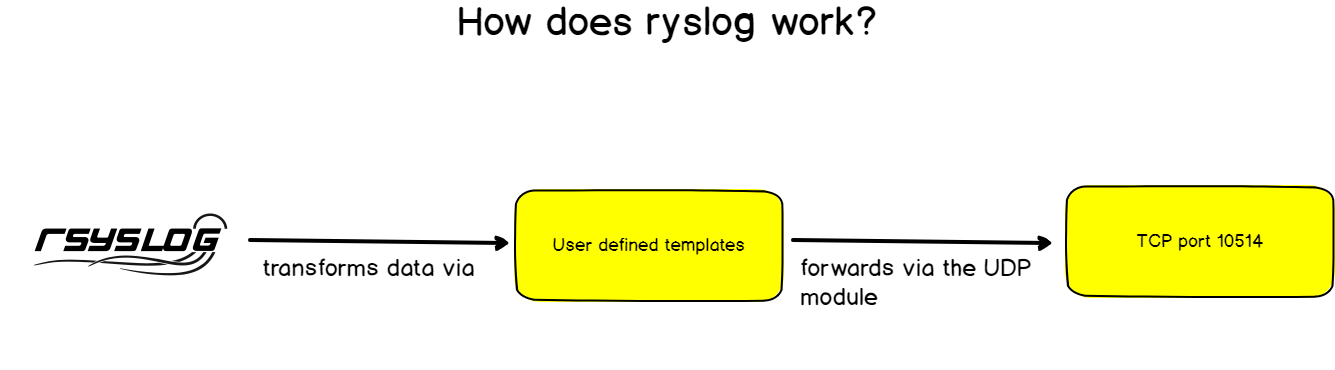 How does ryslog work?
rsyslog
transforms data via
User defined templates
forwards via the UDP
module
TCP port 10514